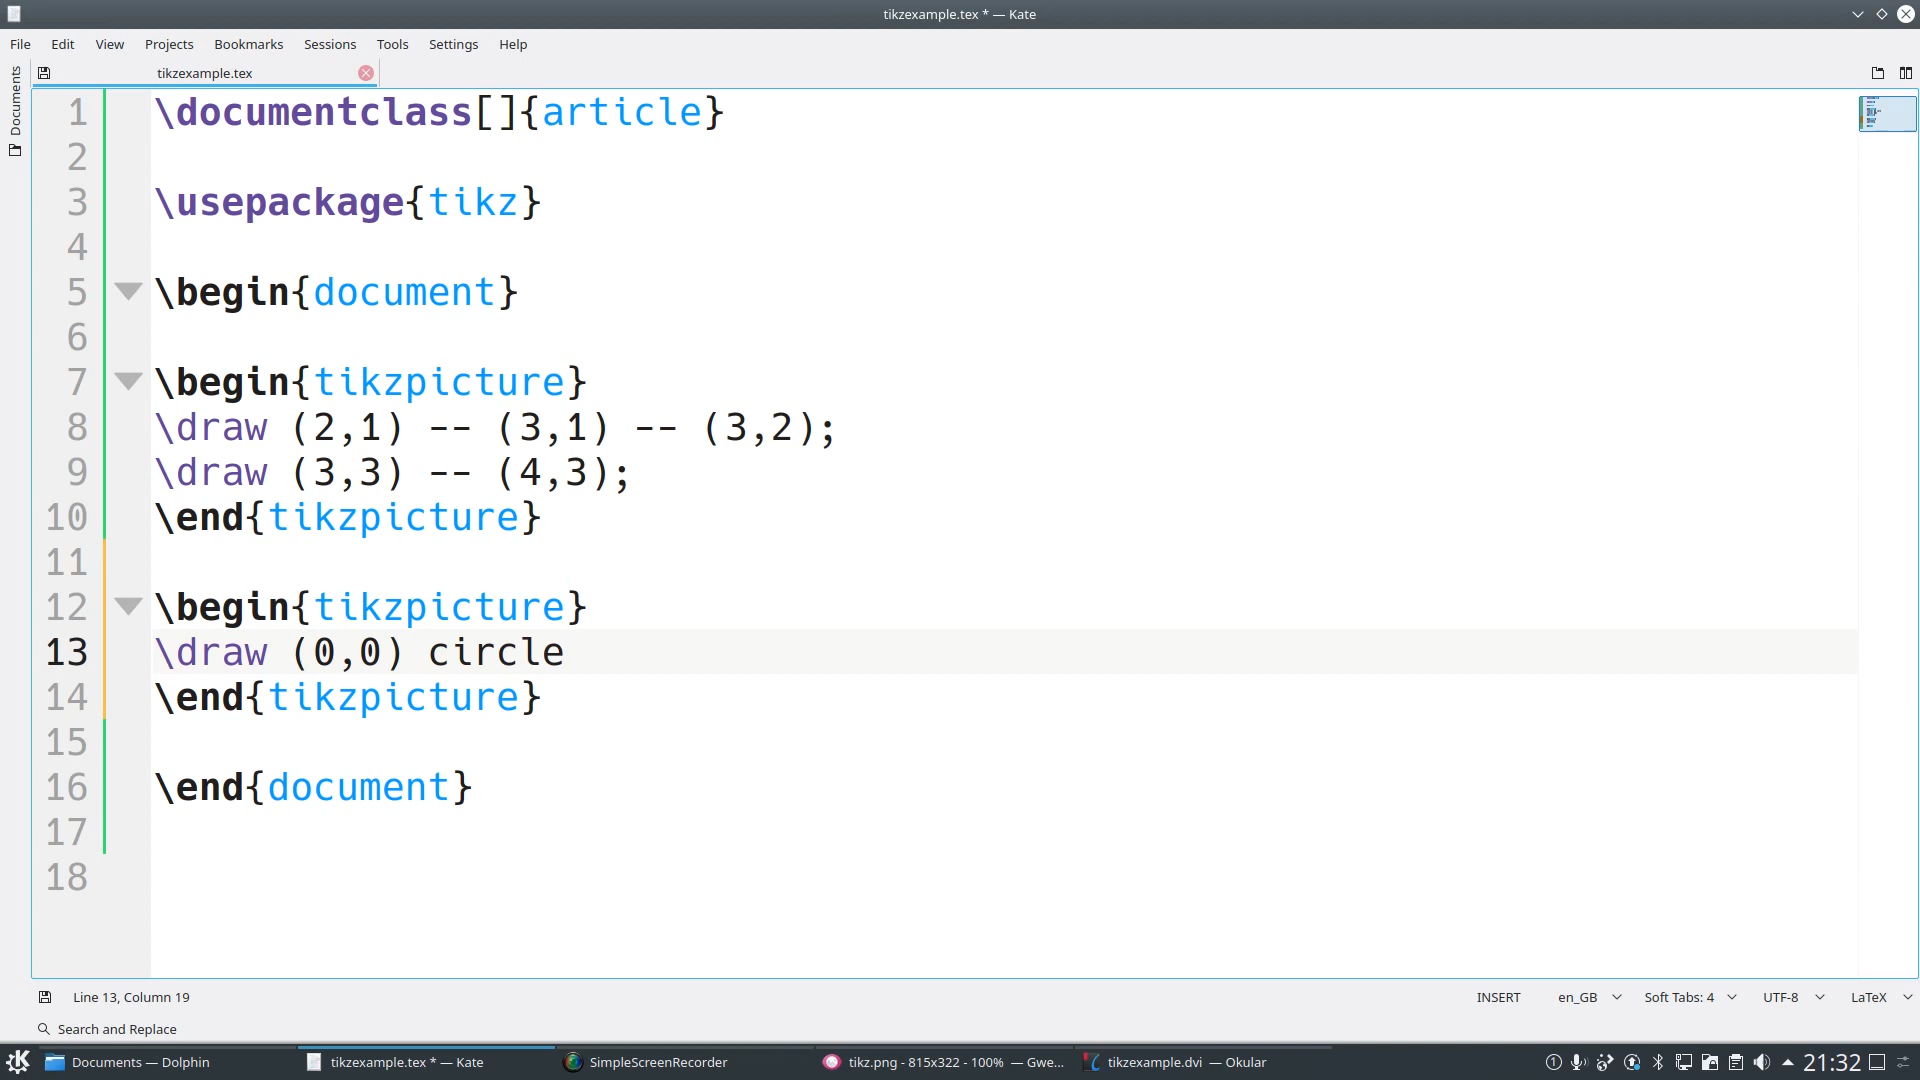 tikzexample.tex * — Kate
File Edit View Projects Bookmarks Sessions Tools Settings Help
tikzexample.tex
Documents
1 \documentclass[]{article}
2
3 \usepackage{tikz}
4
5 \begin{document}
6
7 \begin{tikzpicture}
8 \draw (2,1) -- (3,1) -- (3,2);
9 \draw (3,3) -- (4,3);
10 \end{tikzpicture}
11
12 \begin{tikzpicture}
13 \draw (0,0) circle
14 \end{tikzpicture}
15
16 \end{document}
17
18
Line 13, Column 19 INSERT en_GB Soft Tabs: 4 UTF-8 LaTeX
Search and Replace
Documents — Dolphin tikzexample.tex * — Kate SimpleScreenRecorder tikz.png - 815x322 - 100% — Gwe... tikzexample.dvi — Okular 21:32